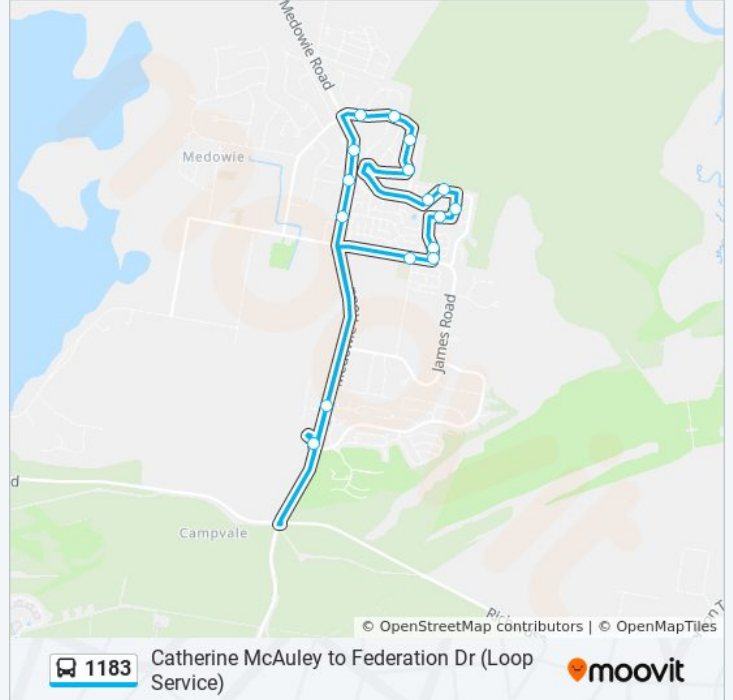 Medowie Road
Medowie
James Road
d
Campvale
© OpenStreetMap contributors | © OpenMapTiles
1183
Catherine McAuley to Federation Dr (Loop
Service)
moovit